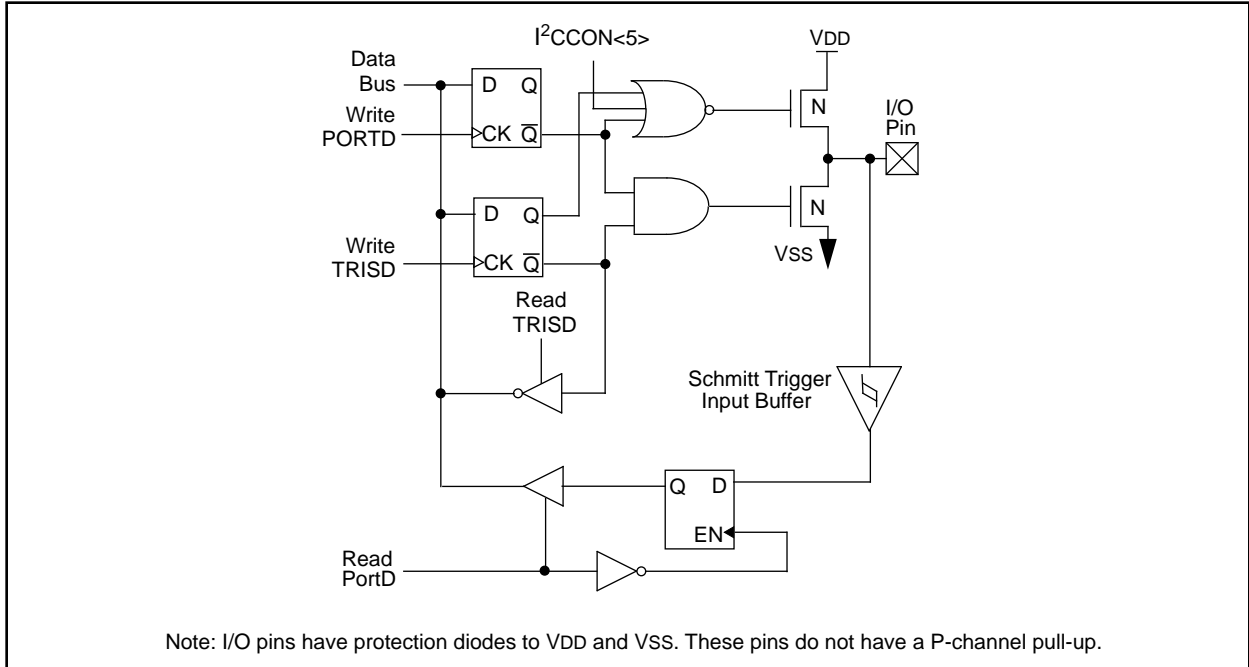 I²CCON<5>
VDD
Data
Bus
D Q
Write
PORTD
CK Q̅
N
I/O
Pin
D Q
N
Write
TRISD
CK Q̅
VSS
Read
TRISD
Schmitt Trigger
Input Buffer
Q D
EN
Read
PortD
Note: I/O pins have protection diodes to VDD and VSS. These pins do not have a P-channel pull-up.